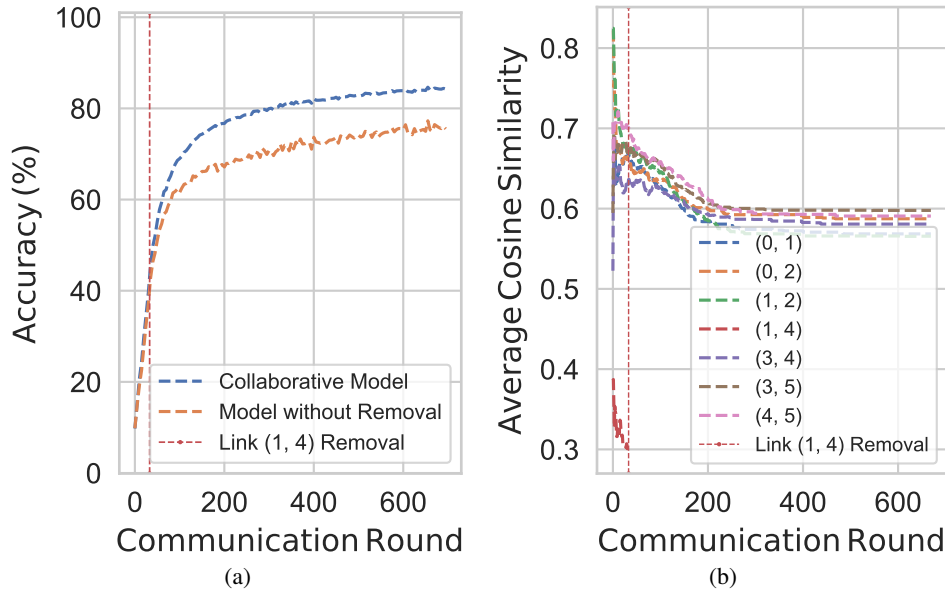 100
80
60
40
20
0
Accuracy (%)
Collaborative Model
Model without Removal
Link (1, 4) Removal
0 200 400 600
Communication Round
(a)
0.8
0.7
0.6
0.5
0.4
0.3
Average Cosine Similarity
(0, 1)
(0, 2)
(1, 2)
(1, 4)
(3, 4)
(3, 5)
(4, 5)
Link (1, 4) Removal
0 200 400 600
Communication Round
(b)